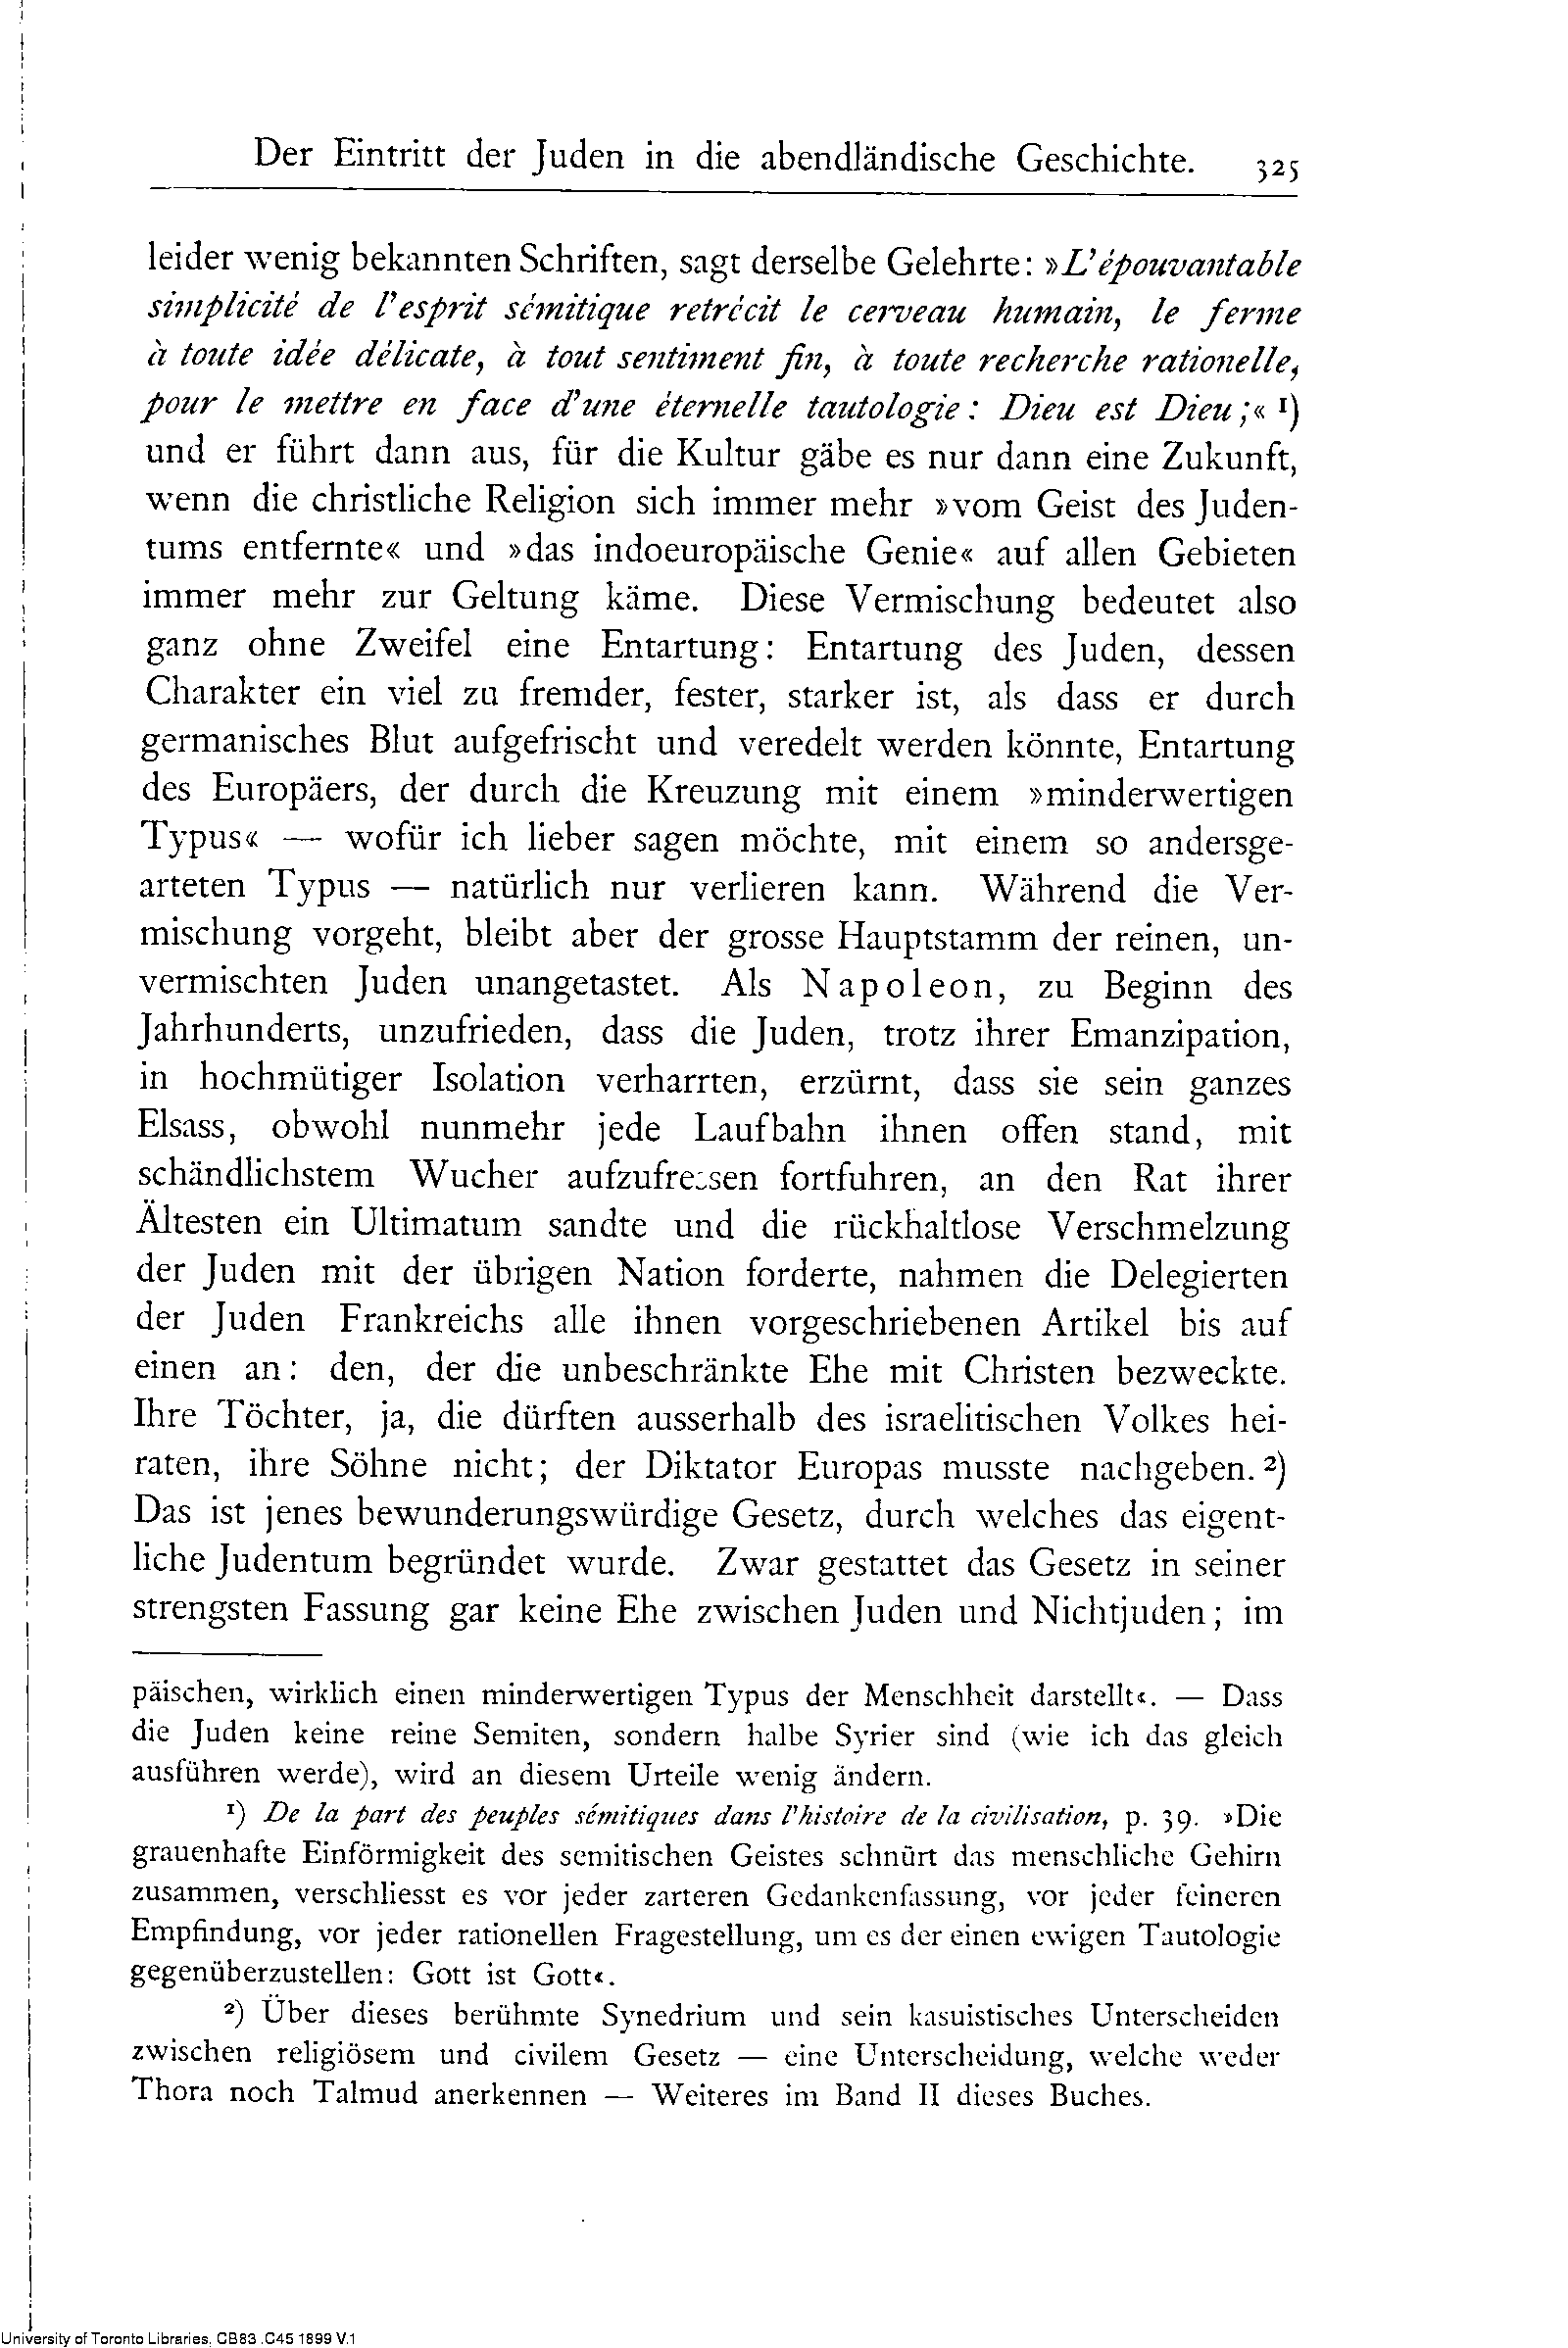 Der Eintritt der Juden in die abendländische Geschichte. 325
leider wenig bekannten Schriften, sagt derselbe Gelehrte: »L'épouvantable
simplicité de l'esprit sémitique retrécit le cerveau humain, le ferme
à toute idée délicate, à tout sentiment fin, à toute recherche rationelle,
pour le mettre en face d'une éternelle tautologie: Dieu est Dieu;« ¹)
und er führt dann aus, für die Kultur gäbe es nur dann eine Zukunft,
wenn die christliche Religion sich immer mehr »vom Geist des Juden-
tums entfernte« und »das indoeuropäische Genie« auf allen Gebieten
immer mehr zur Geltung käme. Diese Vermischung bedeutet also
ganz ohne Zweifel eine Entartung: Entartung des Juden, dessen
Charakter ein viel zu fremder, fester, starker ist, als dass er durch
germanisches Blut aufgefrischt und veredelt werden könnte, Entartung
des Europäers, der durch die Kreuzung mit einem »minderwertigen
Typus« — wofür ich lieber sagen möchte, mit einem so andersge-
arteten Typus — natürlich nur verlieren kann. Während die Ver-
mischung vorgeht, bleibt aber der grosse Hauptstamm der reinen, un-
vermischten Juden unangetastet. Als Napoleon, zu Beginn des
Jahrhunderts, unzufrieden, dass die Juden, trotz ihrer Emanzipation,
in hochmütiger Isolation verharrten, erzürnt, dass sie sein ganzes
Elsass, obwohl nunmehr jede Laufbahn ihnen offen stand, mit
schändlichstem Wucher aufzufressen fortfuhren, an den Rat ihrer
Ältesten ein Ultimatum sandte und die rückhaltlose Verschmelzung
der Juden mit der übrigen Nation forderte, nahmen die Delegierten
der Juden Frankreichs alle ihnen vorgeschriebenen Artikel bis auf
einen an: den, der die unbeschränkte Ehe mit Christen bezweckte.
Ihre Töchter, ja, die dürften ausserhalb des israelitischen Volkes hei-
raten, ihre Söhne nicht; der Diktator Europas musste nachgeben. ²)
Das ist jenes bewunderungswürdige Gesetz, durch welches das eigent-
liche Judentum begründet wurde. Zwar gestattet das Gesetz in seiner
strengsten Fassung gar keine Ehe zwischen Juden und Nichtjuden; im
päischen, wirklich einen minderwertigen Typus der Menschheit darstellt«. — Dass
die Juden keine reine Semiten, sondern halbe Syrier sind (wie ich das gleich
ausführen werde), wird an diesem Urteile wenig ändern.
¹) De la part des peuples sémitiques dans l'histoire de la civilisation, p. 39. »Die
grauenhafte Einförmigkeit des semitischen Geistes schnürt das menschliche Gehirn
zusammen, verschliesst es vor jeder zarteren Gedankenfassung, vor jeder feineren
Empfindung, vor jeder rationellen Fragestellung, um es der einen ewigen Tautologie
gegenüberzustellen: Gott ist Gott«.
²) Über dieses berühmte Synedrium und sein kasuistisches Unterscheiden
zwischen religiösem und civilem Gesetz — eine Unterscheidung, welche weder
Thora noch Talmud anerkennen — Weiteres im Band II dieses Buches.
University of Toronto Libraries, CB83 .C45 1899 V.1